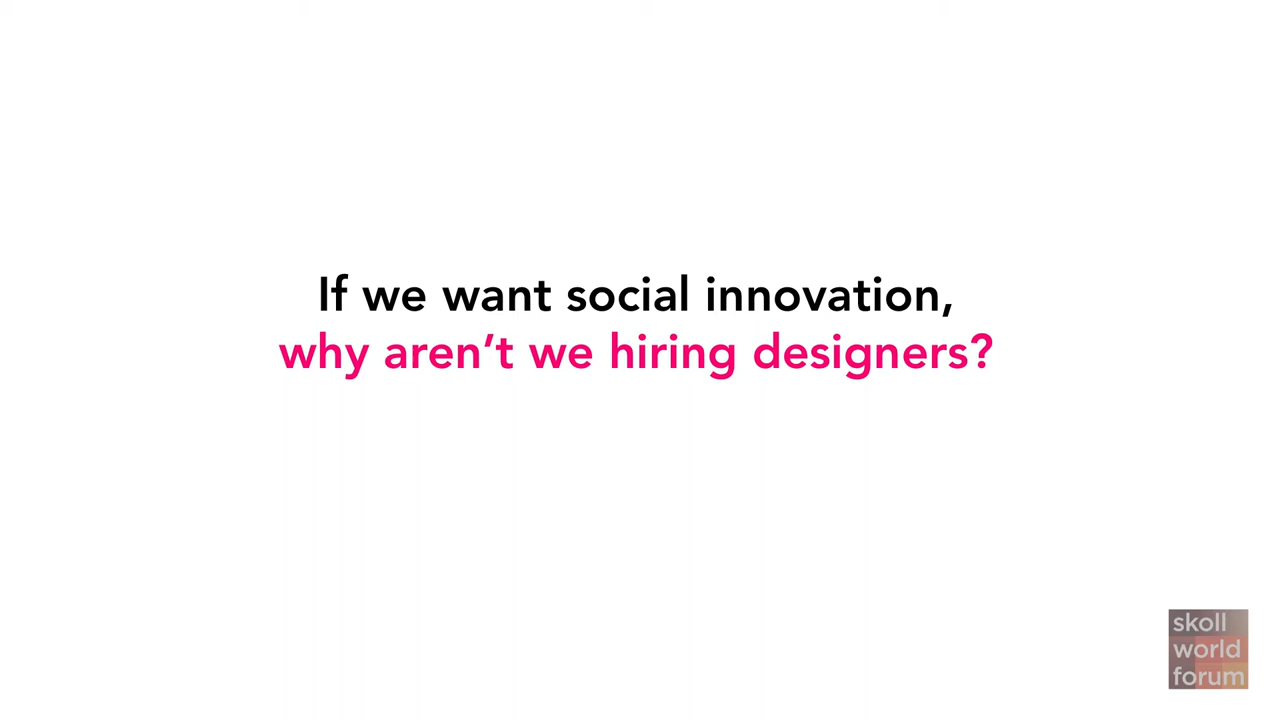 If we want social innovation,
why aren’t we hiring designers?
skoll
world
forum